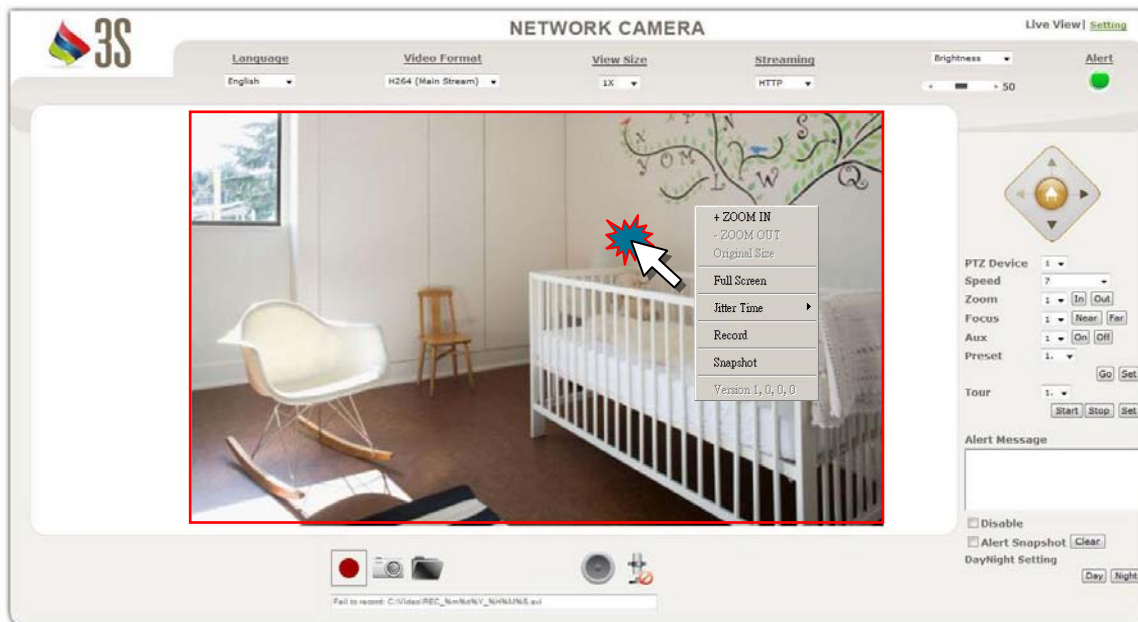 3S
NETWORK CAMERA
Live View| Setting
Language
Video Format
View Size
Streaming
Brightness
Alert
English
H264 (Main Stream)
1X
HTTP
- + 50
X P N S
Y O M L W Q
+ ZOOM IN
- ZOOM OUT
Original Size
Full Screen
Jitter Time
Record
Snapshot
Version 1, 0, 0, 0
PTZ Device 1
Speed 7
Zoom 1 In Out
Focus 1 Near Far
Aux 1 On Off
Preset 1.
Go Set
Tour 1.
Start Stop Set
Alert Message
Disable
Alert Snapshot Clear
DayNight Setting
Day Night
Fail to record: C:\Video\REC_%m%d%Y_%H%M%S.avi